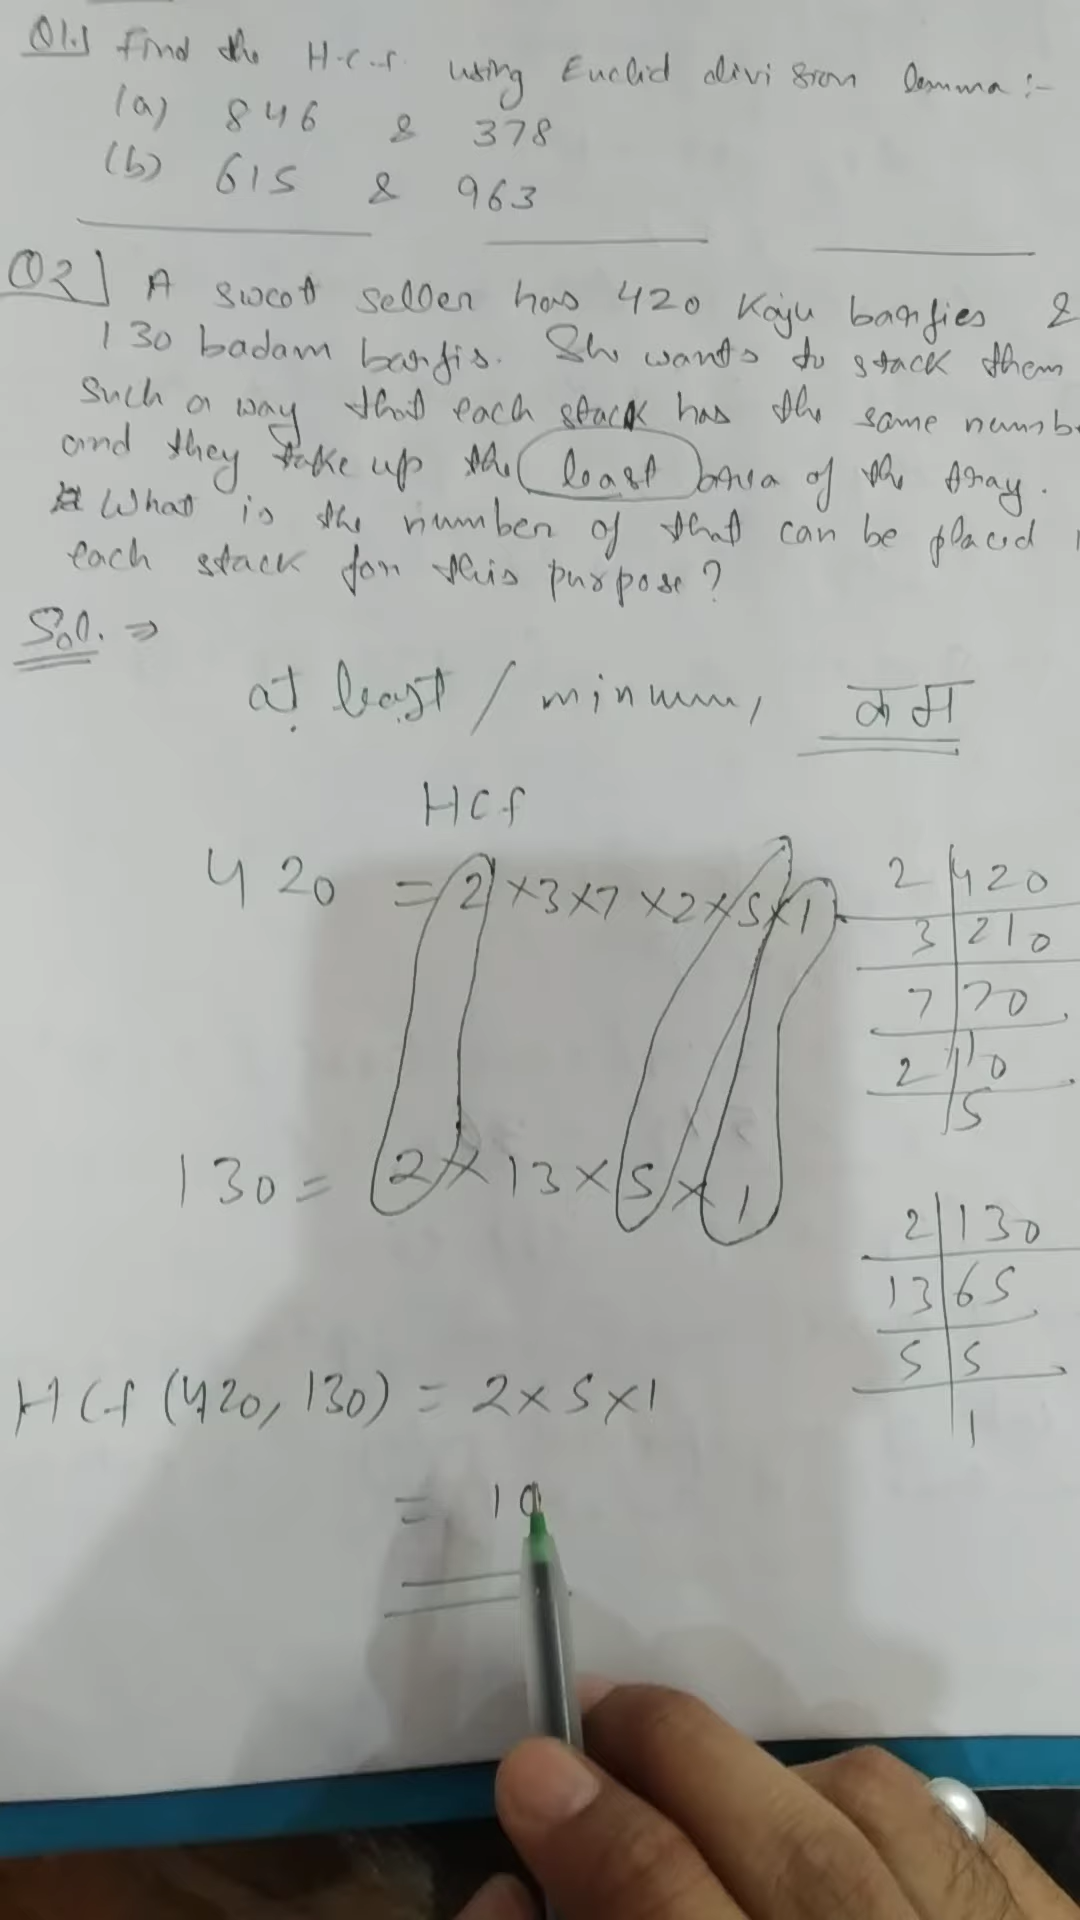 Q1.] Find the H.C.f. using Euclid division lemma :-
(a) 846 & 378
(b) 615 & 963
Q2] A sweet seller has 420 Kaju barfies &
130 badam barfis. She wants to stack them
such a way that each stack has the same numb
and they take up the least area of the tray.
What is the number of that can be placed
each stack for this purpose?
Sol. ⇒
at least / minimum, कम
HCf
420 = 2 × 3 × 7 × 2 × 5 × 1
2 | 420
3 | 210
7 | 70
2 | 10
5
130 = 2 × 13 × 5 × 1
2 | 130
13 | 65
5 | 5
1
HCf (420, 130) = 2 × 5 × 1
= 10